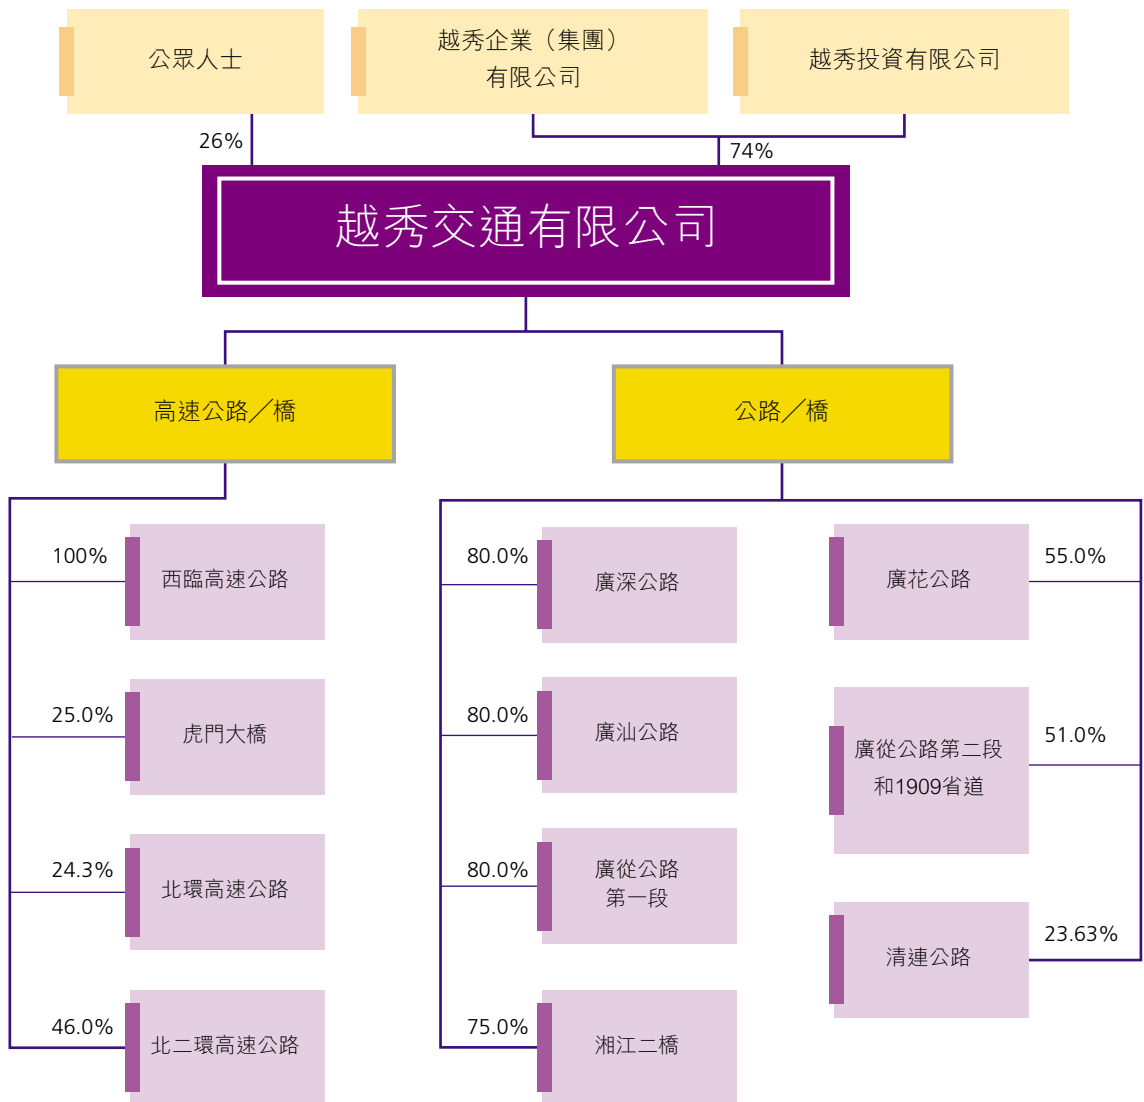 公眾人士
越秀企業（集團）
有限公司
越秀投資有限公司
26%
74%
越秀交通有限公司
高速公路／橋
公路／橋
100%
西臨高速公路
25.0%
虎門大橋
24.3%
北環高速公路
46.0%
北二環高速公路
80.0%
廣深公路
80.0%
廣汕公路
80.0%
廣從公路
第一段
75.0%
湘江二橋
廣花公路
55.0%
廣從公路第二段
和1909省道
51.0%
清連公路
23.63%